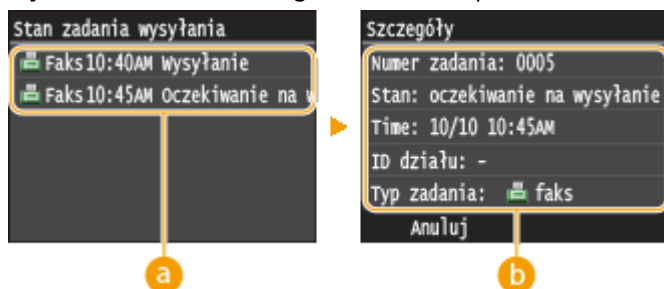 Stan zadania wysyłania
Faks 10:40AM Wysyłanie
Faks 10:45AM Oczekiwanie na w
a
Szczegóły
Numer zadania: 0005
Stan: oczekiwanie na wysyłanie
Time: 10/10 10:45AM
ID działu: -
Typ zadania: faks
Anuluj
b